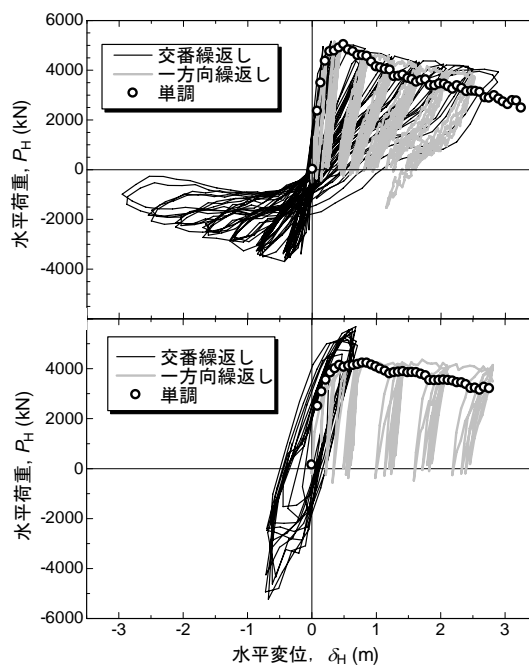 6000
4000
2000
0
-2000
-4000
水平荷重, PH (kN)
交番繰返し
一方向繰返し
単調
4000
2000
0
2000
4000
-6000
水平荷重, PH (kN)
交番繰返し
一方向繰返し
単調
-3 -2 -1 0 1 2 3
水平変位, δH (m)